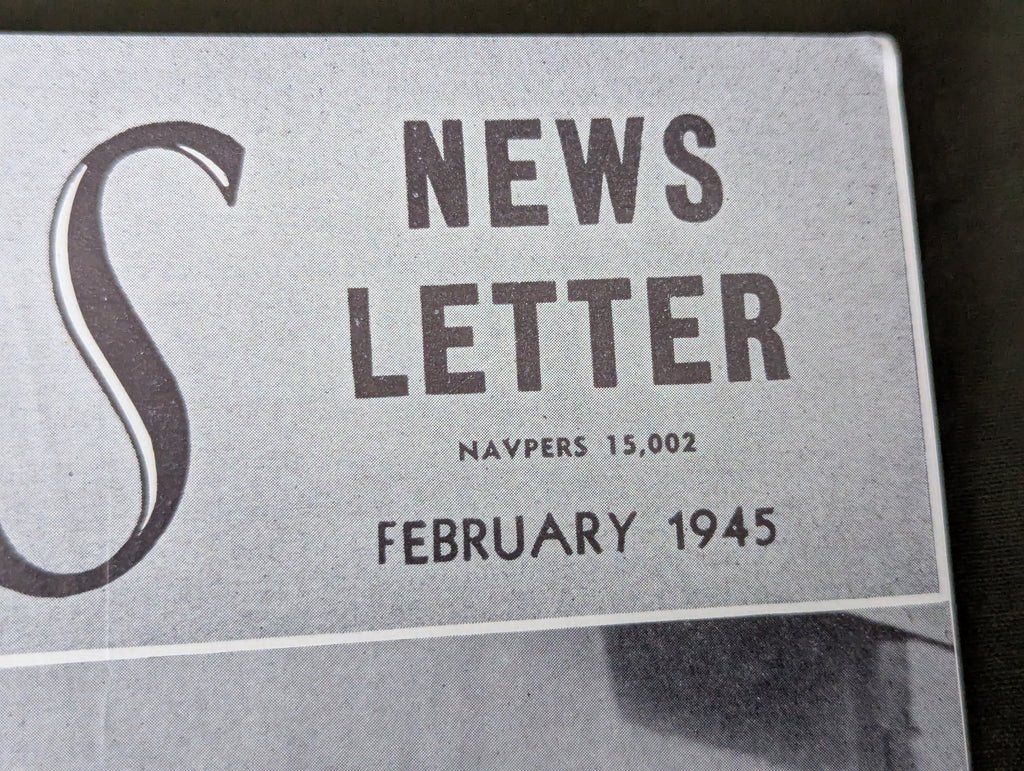 S
NEWS
LETTER
NAVPERS 15,002
FEBRUARY 1945